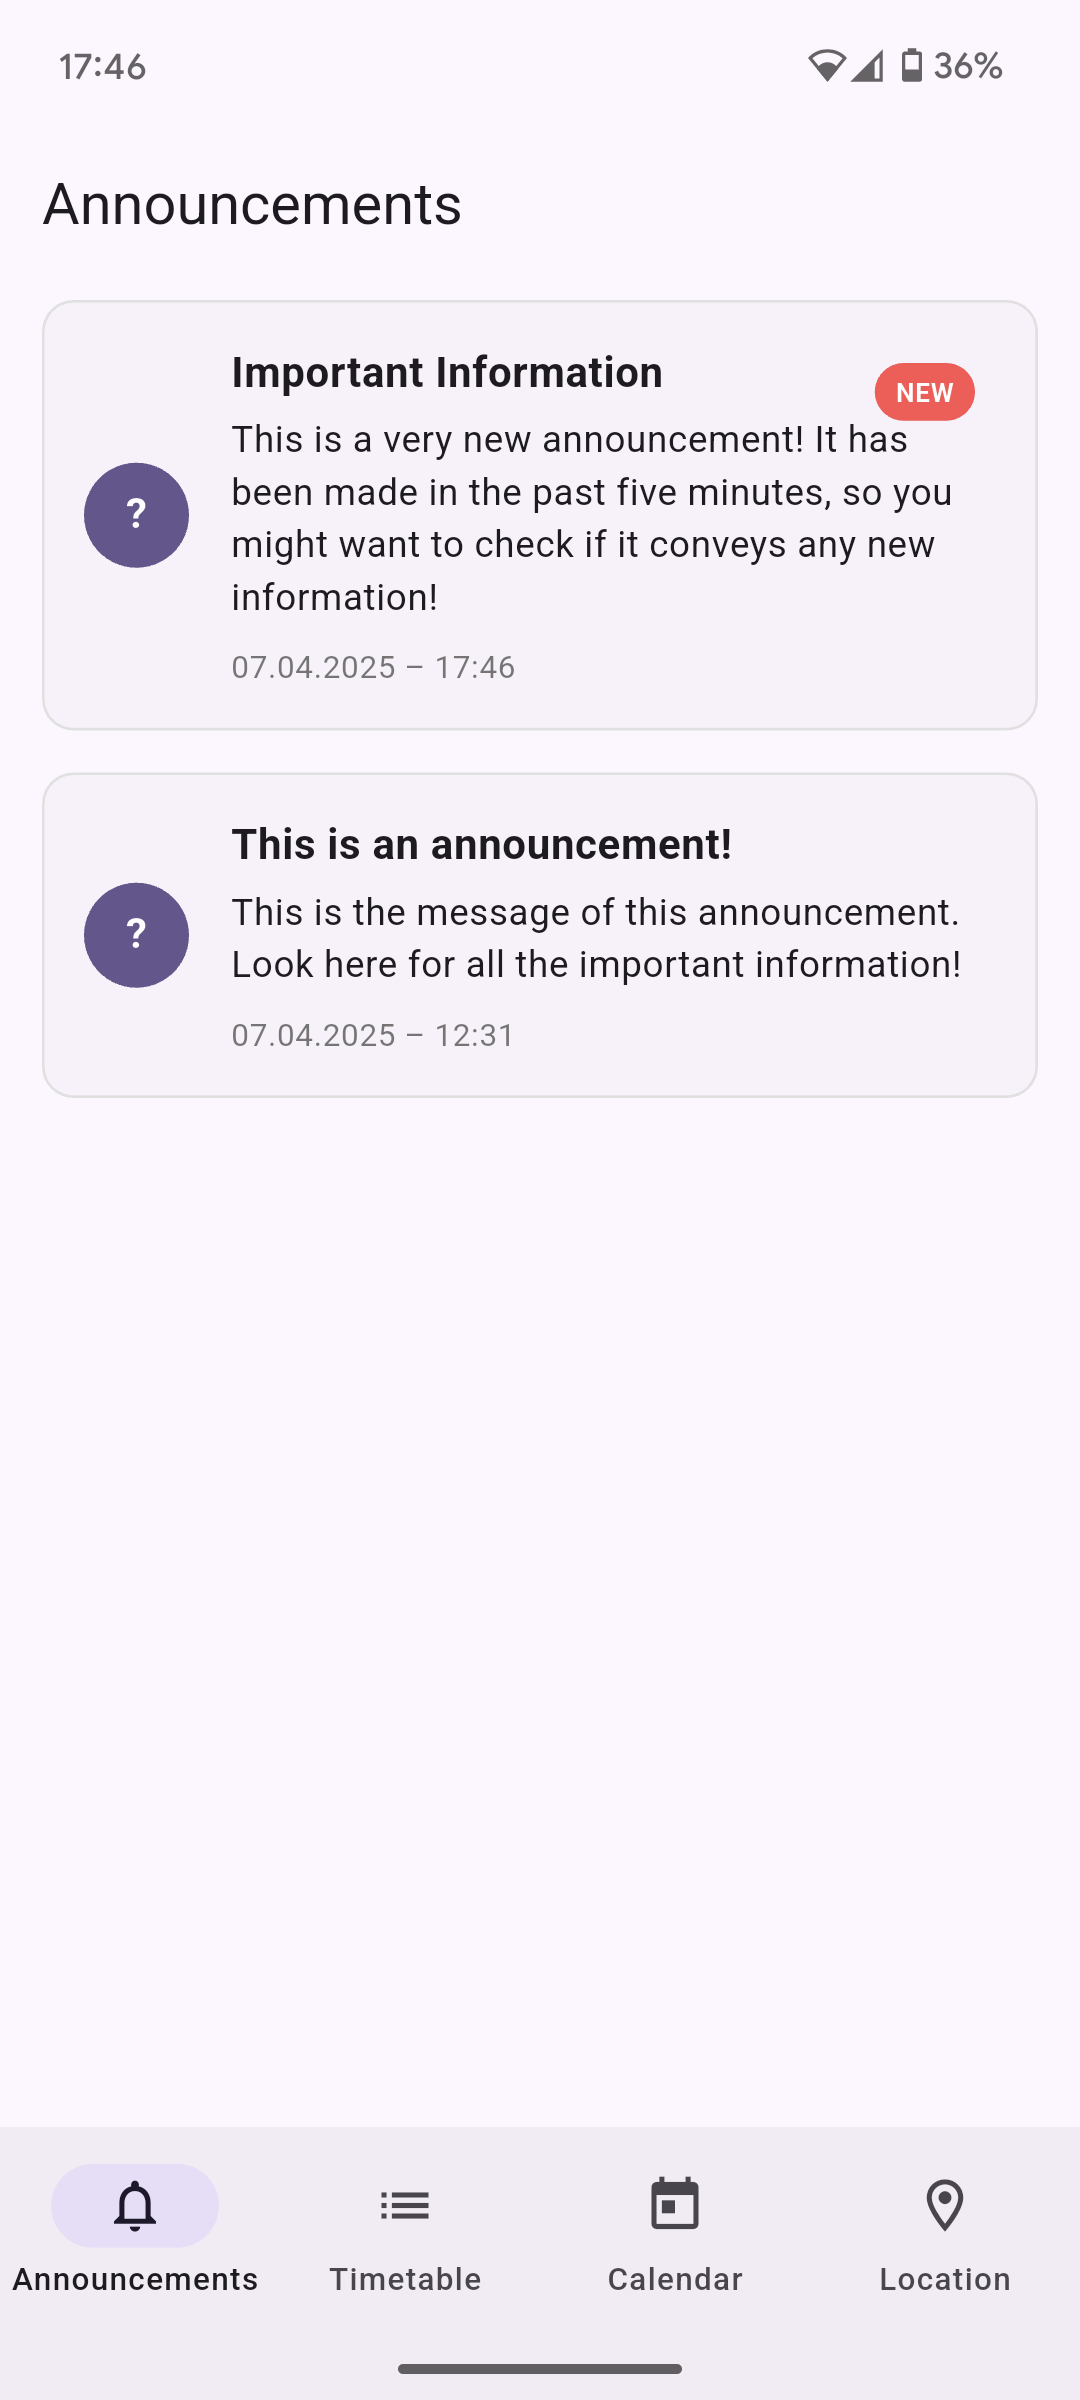 17:46
36%
Announcements
Important Information
NEW
This is a very new announcement! It has
been made in the past five minutes, so you
might want to check if it conveys any new
information!
?
07.04.2025 – 17:46
This is an announcement!
This is the message of this announcement.
Look here for all the important information!
?
07.04.2025 – 12:31
Announcements
Timetable
Calendar
Location